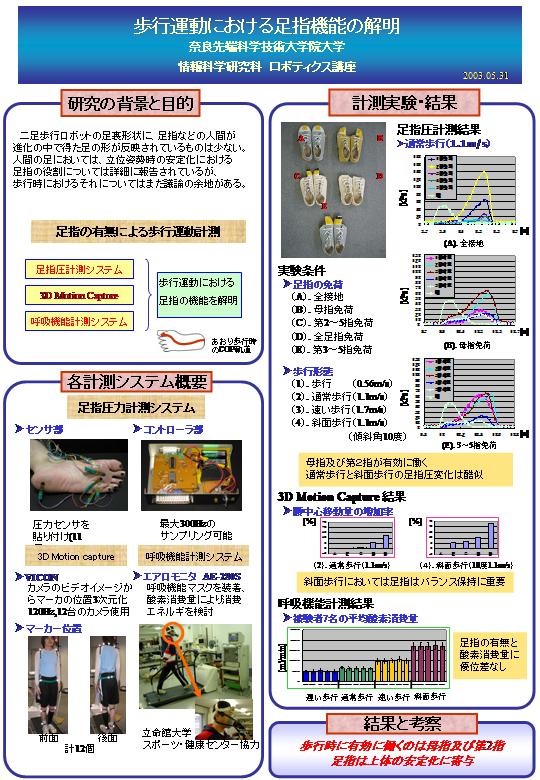 歩行運動における足指機能の解明
奈良先端科学技術大学院大学
情報科学研究科 ロボティクス講座
2003.05.31
研究の背景と目的
二足歩行ロボットの足裏形状に、足指などの人間が
進化の中で得た足の形が反映されているものは少ない。
人間の足においては、立位姿勢時の安定化における
足指の役割については詳細に報告されているが、
歩行時におけるそれについてはまだ議論の余地がある。
足指の有無による歩行運動計測
足指圧計測システム
3D Motion Capture
呼吸機能計測システム
歩行運動における
足指の機能を解明
あおり歩行時
のCOP軌道
各計測システム概要
足指圧力計測システム
センサ部
コントローラ部
圧力センサを
貼り付け(11
最大300Hzの
サンプリング可能
3D Motion capture
呼吸機能計測システム
VICON
カメラのビデオイメージか
らマーカの位置3次元化
120Hz,12台のカメラ使用
エアロモニタ AE-280S
呼吸機能マスクを装着、
酸素消費量により消費
エネルギを検討
マーカー位置
前面
後面
計12個
立命館大学
スポーツ・健康センター協力
計測実験・結果
A
C
E
足指圧計測結果
通常歩行(1.1m/s)
[kPa]
(A). 全接地
[kPa]
(B). 母指免荷
[kPa]
(E). 3～5指免荷
実験条件
足指の免荷
(A). 全接地
(B). 母指免荷
(C). 第2～5指免荷
(D). 全足指免荷
(E). 第3～5指免荷
歩行形態
(1). 歩行 (0.56m/s)
(2). 通常歩行(1.1m/s)
(3). 速い歩行(1.7m/s)
(4). 斜面歩行(1.1m/s)
(傾斜角10度)
母指及び第2指が有効に働く
通常歩行と斜面歩行の足指圧変化は酷似
3D Motion Capture 結果
腰中心移動量の増加率
[%]
[%]
(2). 通常歩行(1.1m/s)
(4). 斜面歩行(10度1.1m/s)
斜面歩行においては足指はバランス保持に重要
呼吸機能計測結果
被験者7名の平均酸素消費量
遅い歩行 通常歩行 速い歩行 斜面歩行
足指の有無と
酸素消費量に
優位差なし
結果と考察
歩行時に有効に働くのは母指及び第2指
足指は上体の安定化に寄与